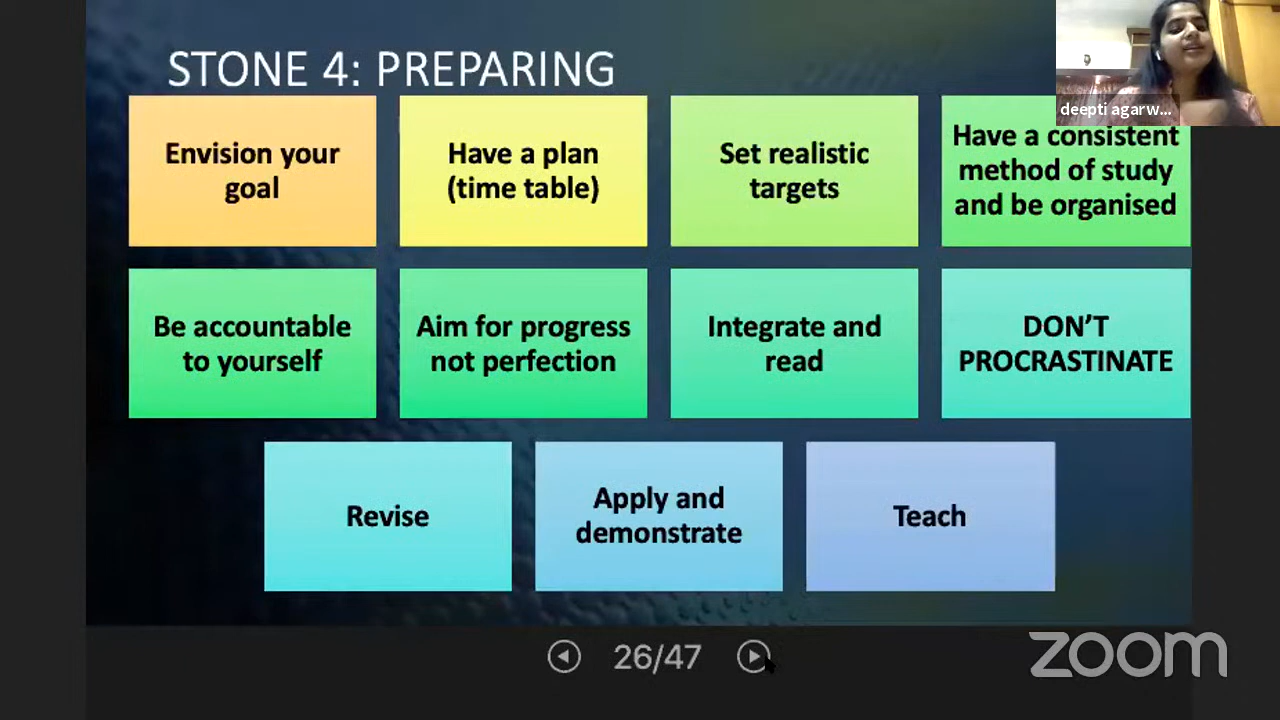 STONE 4: PREPARING
deepti agarw...
Envision your
goal
Have a plan
(time table)
Set realistic
targets
Have a consistent
method of study
and be organised
Be accountable
to yourself
Aim for progress
not perfection
Integrate and
read
DON'T
PROCRASTINATE
Revise
Apply and
demonstrate
Teach
26/47
zoom